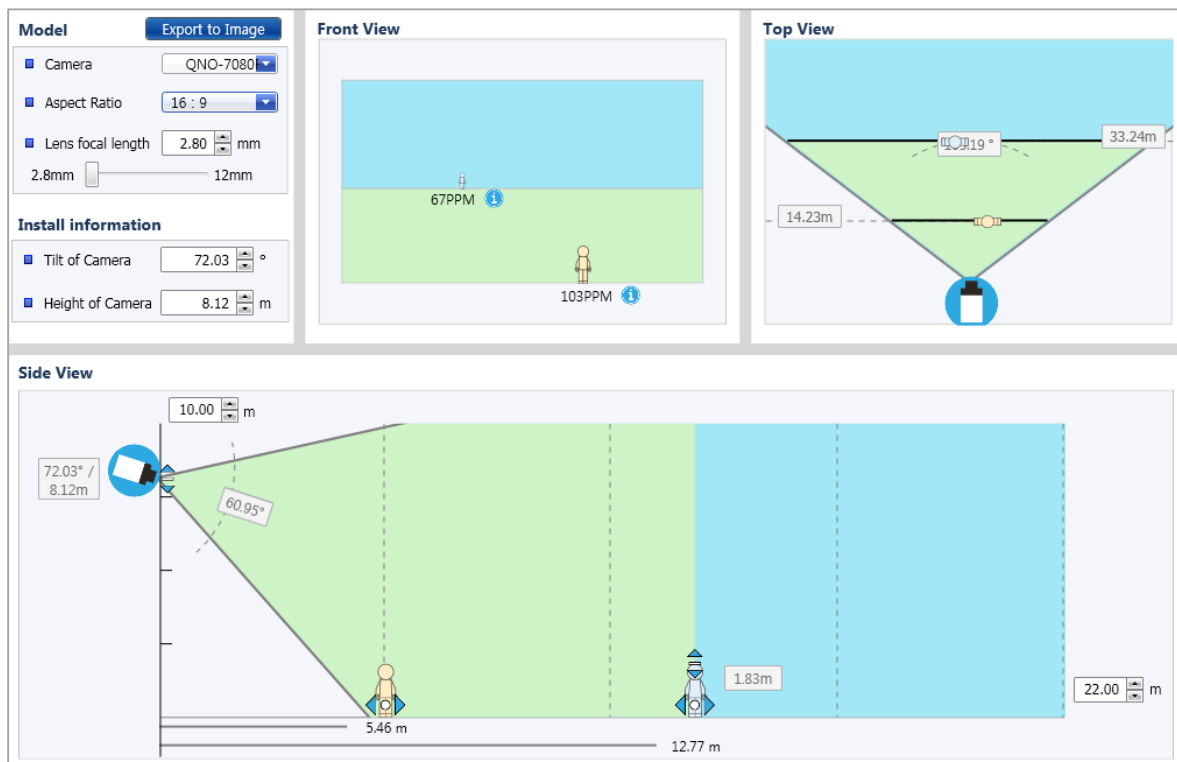 Model
Export to Image
Camera
QNO-7080
Aspect Ratio
16 : 9
Lens focal length
2.80
mm
2.8mm
12mm
Install information
Tilt of Camera
72.03
°
Height of Camera
8.12
m
Front View
67PPM
i
103PPM
i
Top View
33.24m
14.23m
Side View
10.00
m
72.03° /
8.12m
60.95°
1.83m
22.00
m
5.46 m
12.77 m